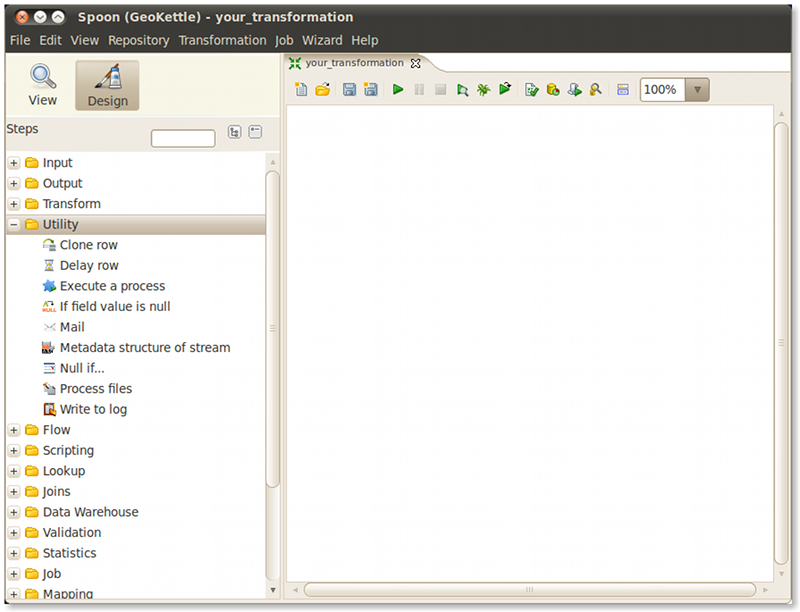 Spoon (GeoKettle) - your_transformation
File Edit View Repository Transformation Job Wizard Help
View
Design
your_transformation
100%
Steps
Input
Output
Transform
Utility
Clone row
Delay row
Execute a process
If field value is null
Mail
Metadata structure of stream
Null if...
Process files
Write to log
Flow
Scripting
Lookup
Joins
Data Warehouse
Validation
Statistics
Job
Mapping